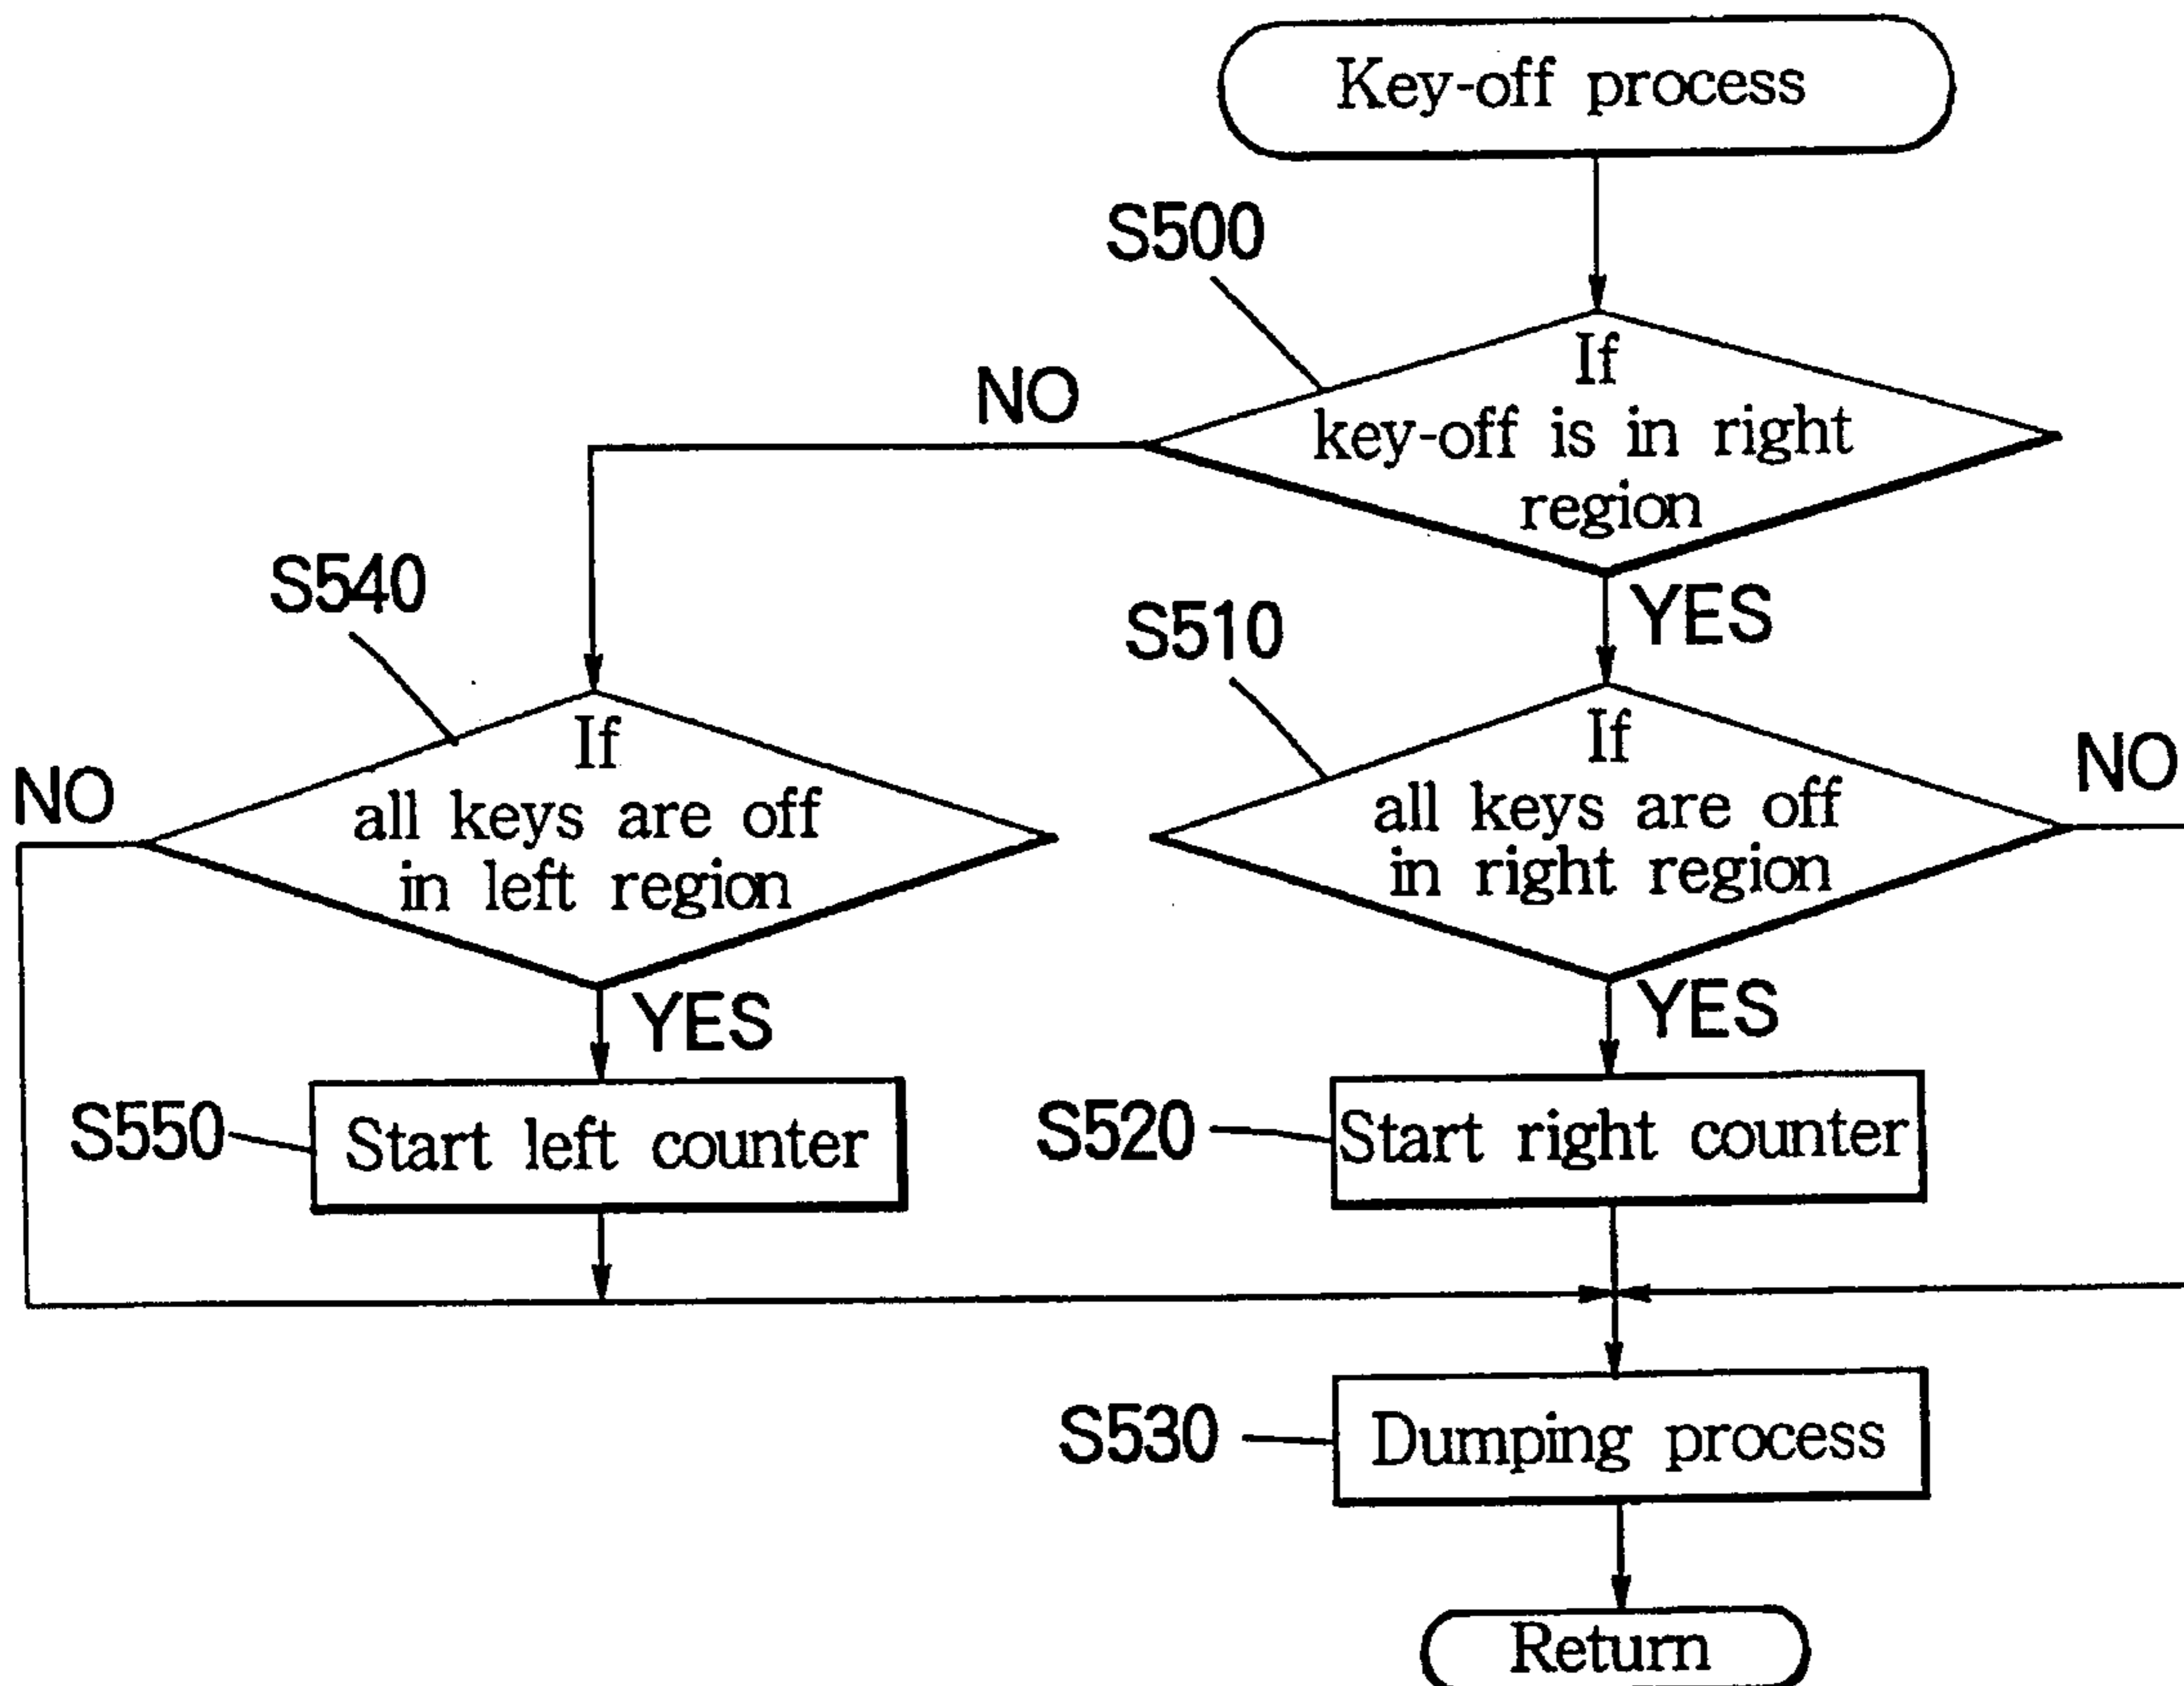 Key-off process
S500
If
key-off is in right
region
NO
YES
S540
If
all keys are off
in left region
NO
YES
S510
If
all keys are off
in right region
NO
YES
S550
Start left counter
S520
Start right counter
S530
Dumping process
Return